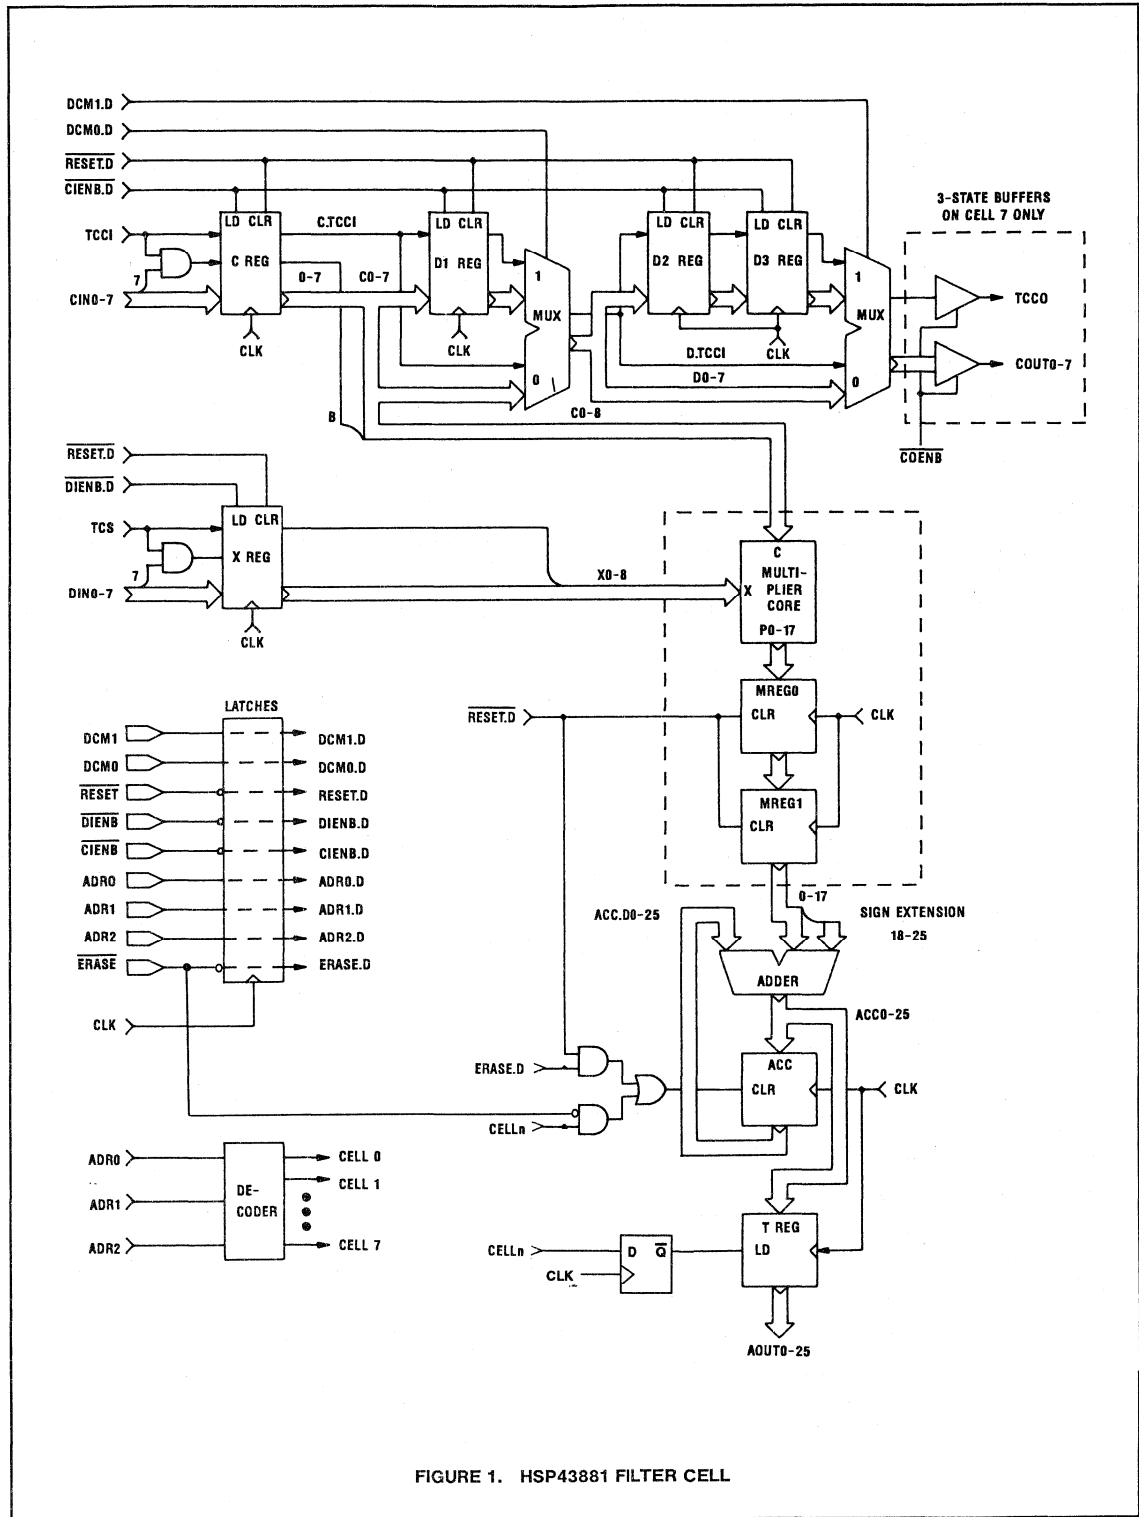 DCM1.D
DCM0.D
RESET.D
CIENB.D
3-STATE BUFFERS
ON CELL 7 ONLY
LD CLR
C.TCCI
LD CLR
LD CLR
LD CLR
TCCI
C REG
D1 REG
D2 REG
D3 REG
1
1
7
0-7
C0-7
CIN0-7
TCCO
MUX
MUX
CLK
CLK
D.TCCI
CLK
COUT0-7
0
D0-7
0
B
C0-8
COENB
RESET.D
DIENB.D
TCS
LD CLR
X REG
C
7
X0-8
X
MULTI-
PLIER
CORE
DIN0-7
P0-17
CLK
MREG0
LATCHES
RESET.D
CLR
CLK
DCM1
DCM1.D
DCM0
DCM0.D
RESET
RESET.D
MREG1
DIENB
DIENB.D
CLR
CIENB
CIENB.D
ADR0
ADR0.D
0-17
ADR1
ADR1.D
ACC.D0-25
SIGN EXTENSION
18-25
ADR2
ADR2.D
ERASE
ERASE.D
ADDER
CLK
ACC0-25
ERASE.D
ACC
CLR
CLK
CELLn
ADR0
CELL 0
DE-
CODER
CELL 1
ADR1
ADR2
CELL 7
T REG
CELLn
D Q
LD
CLK
AOUT0-25
FIGURE 1. HSP43881 FILTER CELL